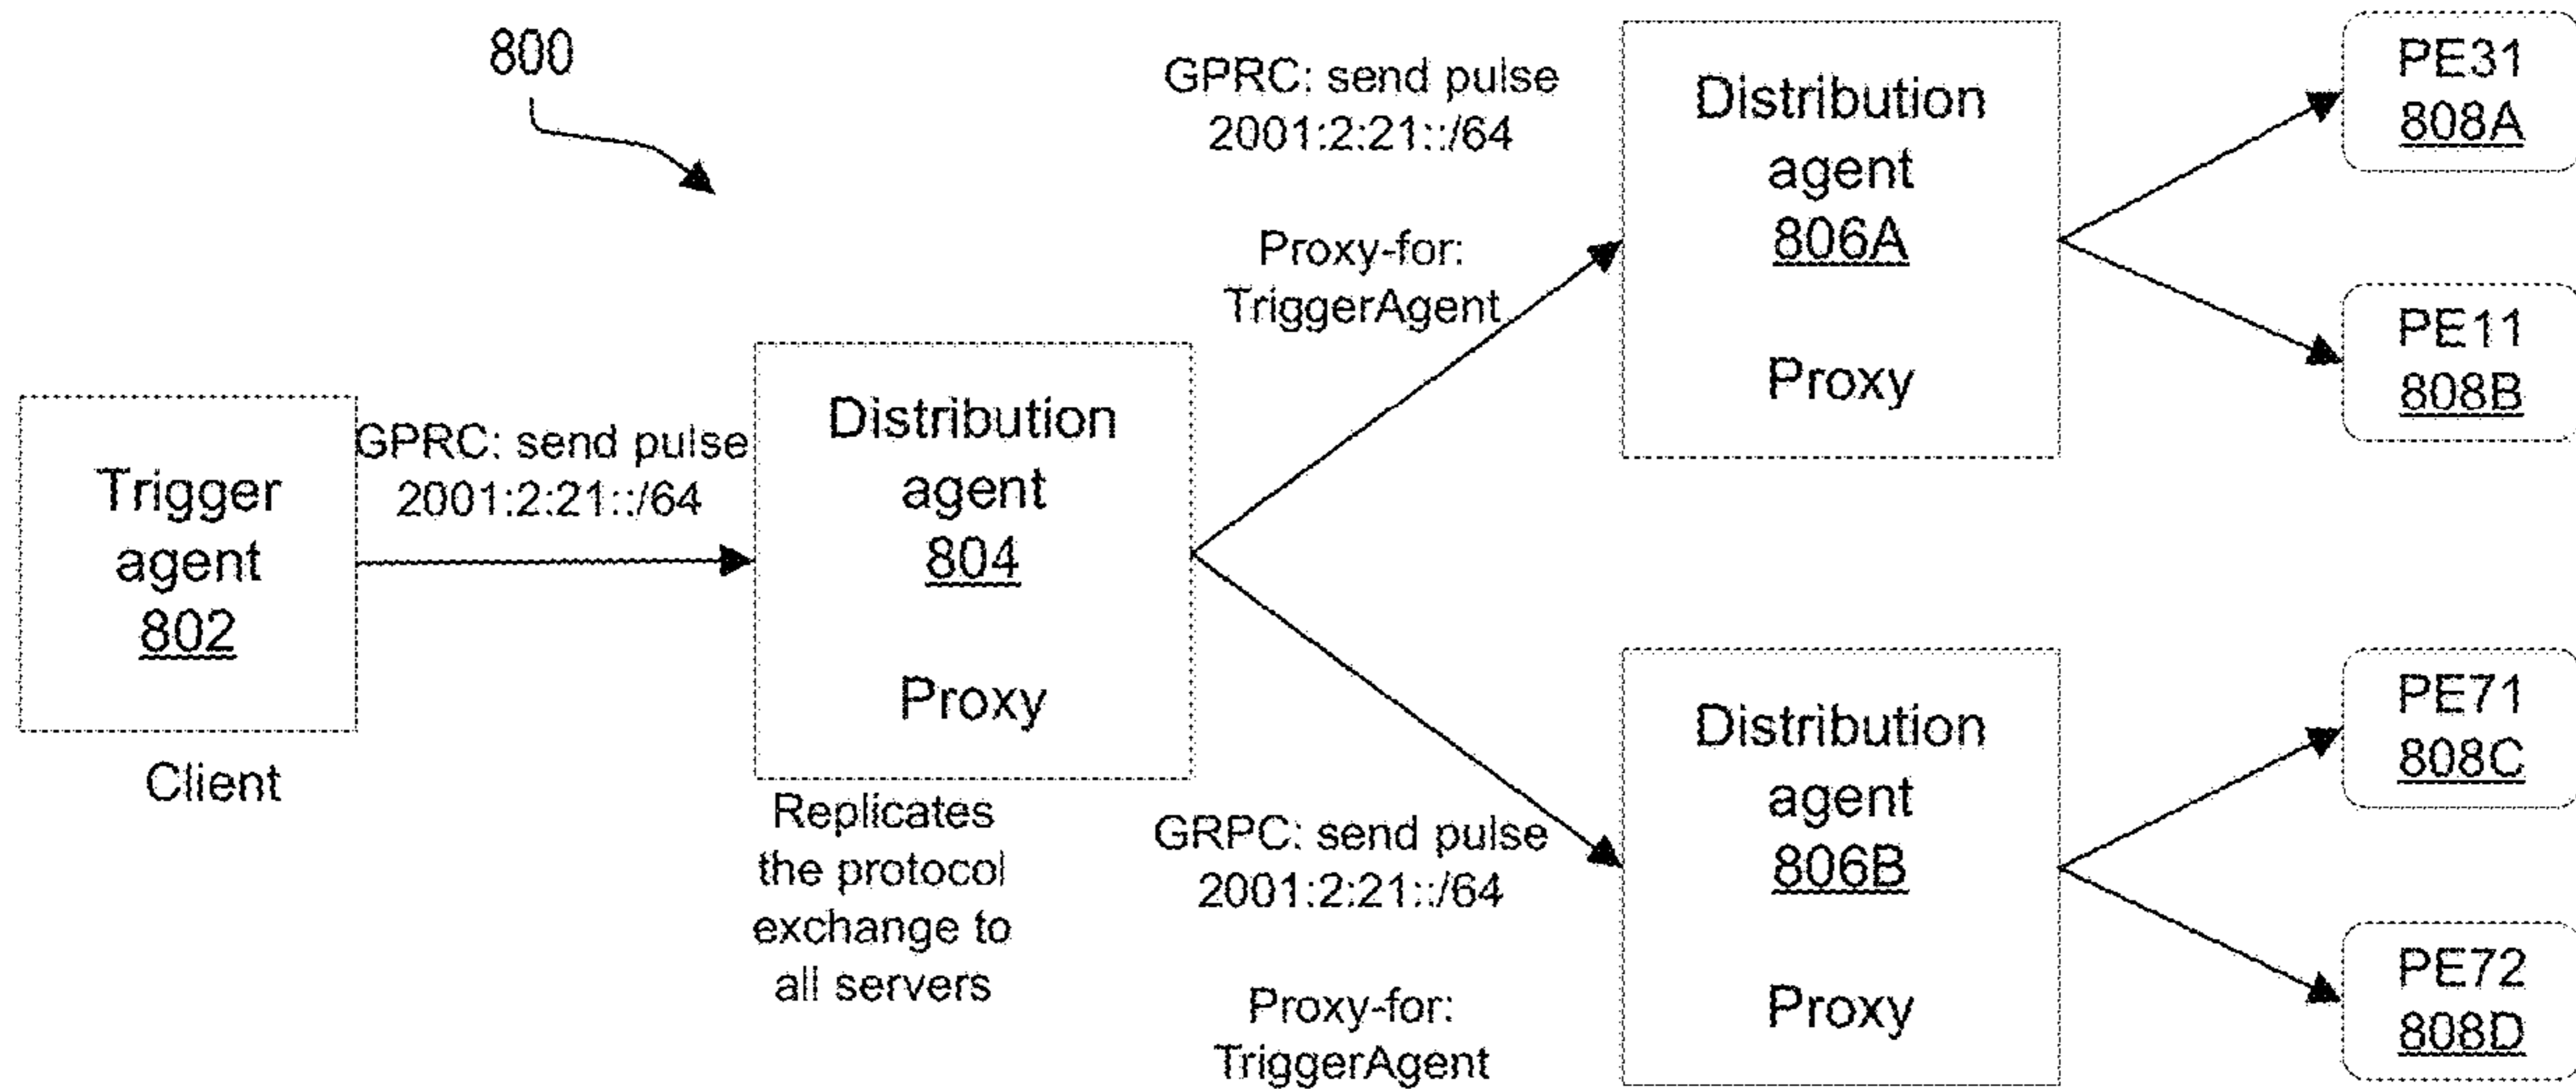 800
Trigger
agent
802
Client
GPRC: send pulse
2001:2:21::/64
Distribution
agent
804
Proxy
Replicates
the protocol
exchange to
all servers
GPRC: send pulse
2001:2:21::/64
Proxy-for:
TriggerAgent
Distribution
agent
806A
Proxy
PE31
808A
PE11
808B
GRPC: send pulse
2001:2:21::/64
Proxy-for:
TriggerAgent
Distribution
agent
806B
Proxy
PE71
808C
PE72
808D